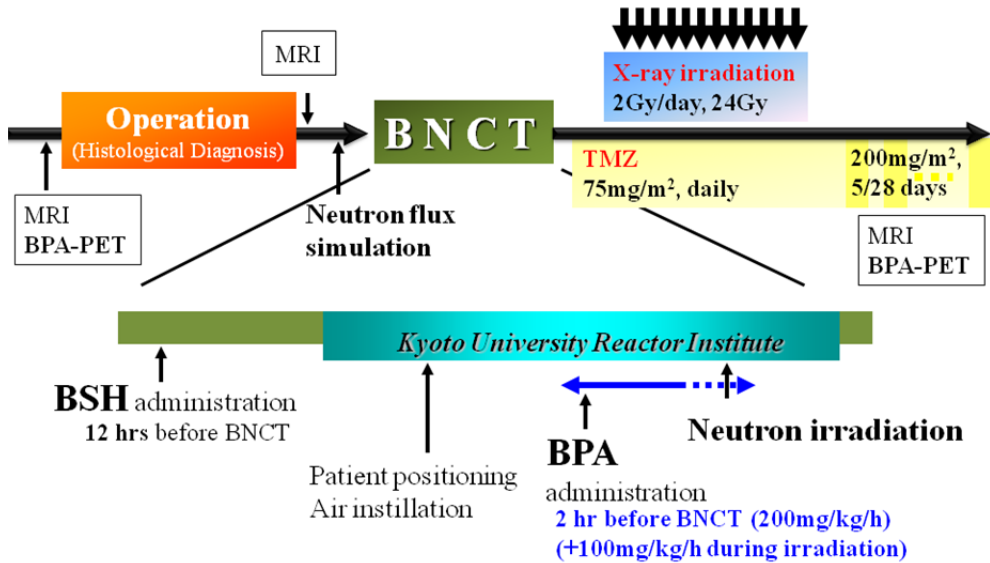 MRI
X-ray irradiation
2Gy/day, 24Gy
Operation
(Histological Diagnosis)
BNCT
TMZ
75mg/m², daily
200mg/m²,
5/28 days
MRI
BPA-PET
Neutron flux
simulation
MRI
BPA-PET
Kyoto University Reactor Institute
BSH administration
12 hrs before BNCT
Patient positioning
Air instillation
BPA
administration
2 hr before BNCT (200mg/kg/h)
(+100mg/kg/h during irradiation)
Neutron irradiation